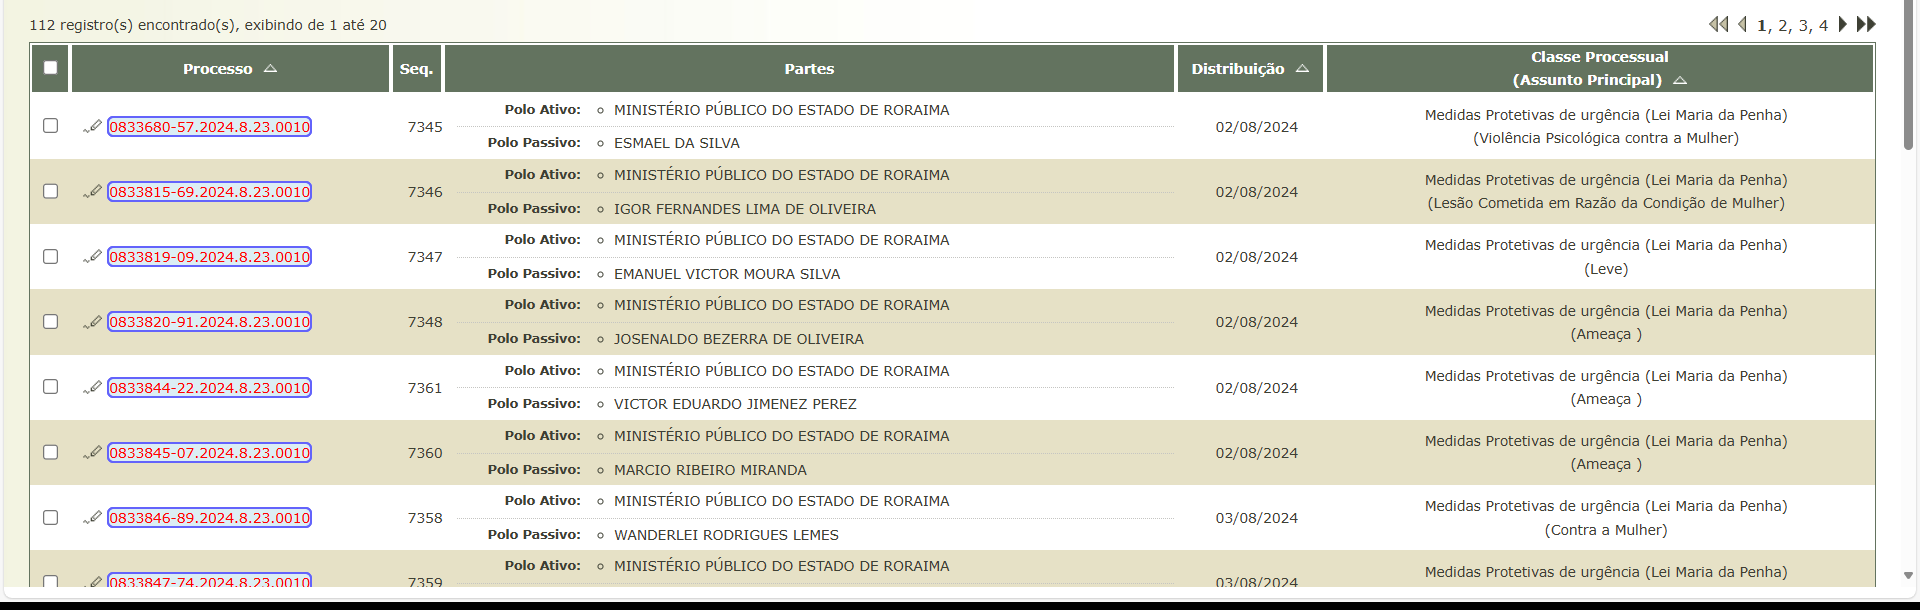 112 registro(s) encontrado(s), exibindo de 1 até 20
1, 2, 3, 4
Processo Seq. Partes Distribuição Classe Processual
(Assunto Principal)
0833680-57.2024.8.23.0010 7345 Polo Ativo: MINISTÉRIO PÚBLICO DO ESTADO DE RORAIMA
Polo Passivo: ESMAEL DA SILVA
02/08/2024
Medidas Protetivas de urgência (Lei Maria da Penha)
(Violência Psicológica contra a Mulher)
0833815-69.2024.8.23.0010 7346 Polo Ativo: MINISTÉRIO PÚBLICO DO ESTADO DE RORAIMA
Polo Passivo: IGOR FERNANDES LIMA DE OLIVEIRA
02/08/2024
Medidas Protetivas de urgência (Lei Maria da Penha)
(Lesão Cometida em Razão da Condição de Mulher)
0833819-09.2024.8.23.0010 7347 Polo Ativo: MINISTÉRIO PÚBLICO DO ESTADO DE RORAIMA
Polo Passivo: EMANUEL VICTOR MOURA SILVA
02/08/2024
Medidas Protetivas de urgência (Lei Maria da Penha)
(Leve)
0833820-91.2024.8.23.0010 7348 Polo Ativo: MINISTÉRIO PÚBLICO DO ESTADO DE RORAIMA
Polo Passivo: JOSENALDO BEZERRA DE OLIVEIRA
02/08/2024
Medidas Protetivas de urgência (Lei Maria da Penha)
(Ameaça )
0833844-22.2024.8.23.0010 7361 Polo Ativo: MINISTÉRIO PÚBLICO DO ESTADO DE RORAIMA
Polo Passivo: VICTOR EDUARDO JIMENEZ PEREZ
02/08/2024
Medidas Protetivas de urgência (Lei Maria da Penha)
(Ameaça )
0833845-07.2024.8.23.0010 7360 Polo Ativo: MINISTÉRIO PÚBLICO DO ESTADO DE RORAIMA
Polo Passivo: MARCIO RIBEIRO MIRANDA
02/08/2024
Medidas Protetivas de urgência (Lei Maria da Penha)
(Ameaça )
0833846-89.2024.8.23.0010 7358 Polo Ativo: MINISTÉRIO PÚBLICO DO ESTADO DE RORAIMA
Polo Passivo: WANDERLEI RODRIGUES LEMES
03/08/2024
Medidas Protetivas de urgência (Lei Maria da Penha)
(Contra a Mulher)
0833847-74.2024.8.23.0010 7359 Polo Ativo: MINISTÉRIO PÚBLICO DO ESTADO DE RORAIMA
03/08/2024
Medidas Protetivas de urgência (Lei Maria da Penha)